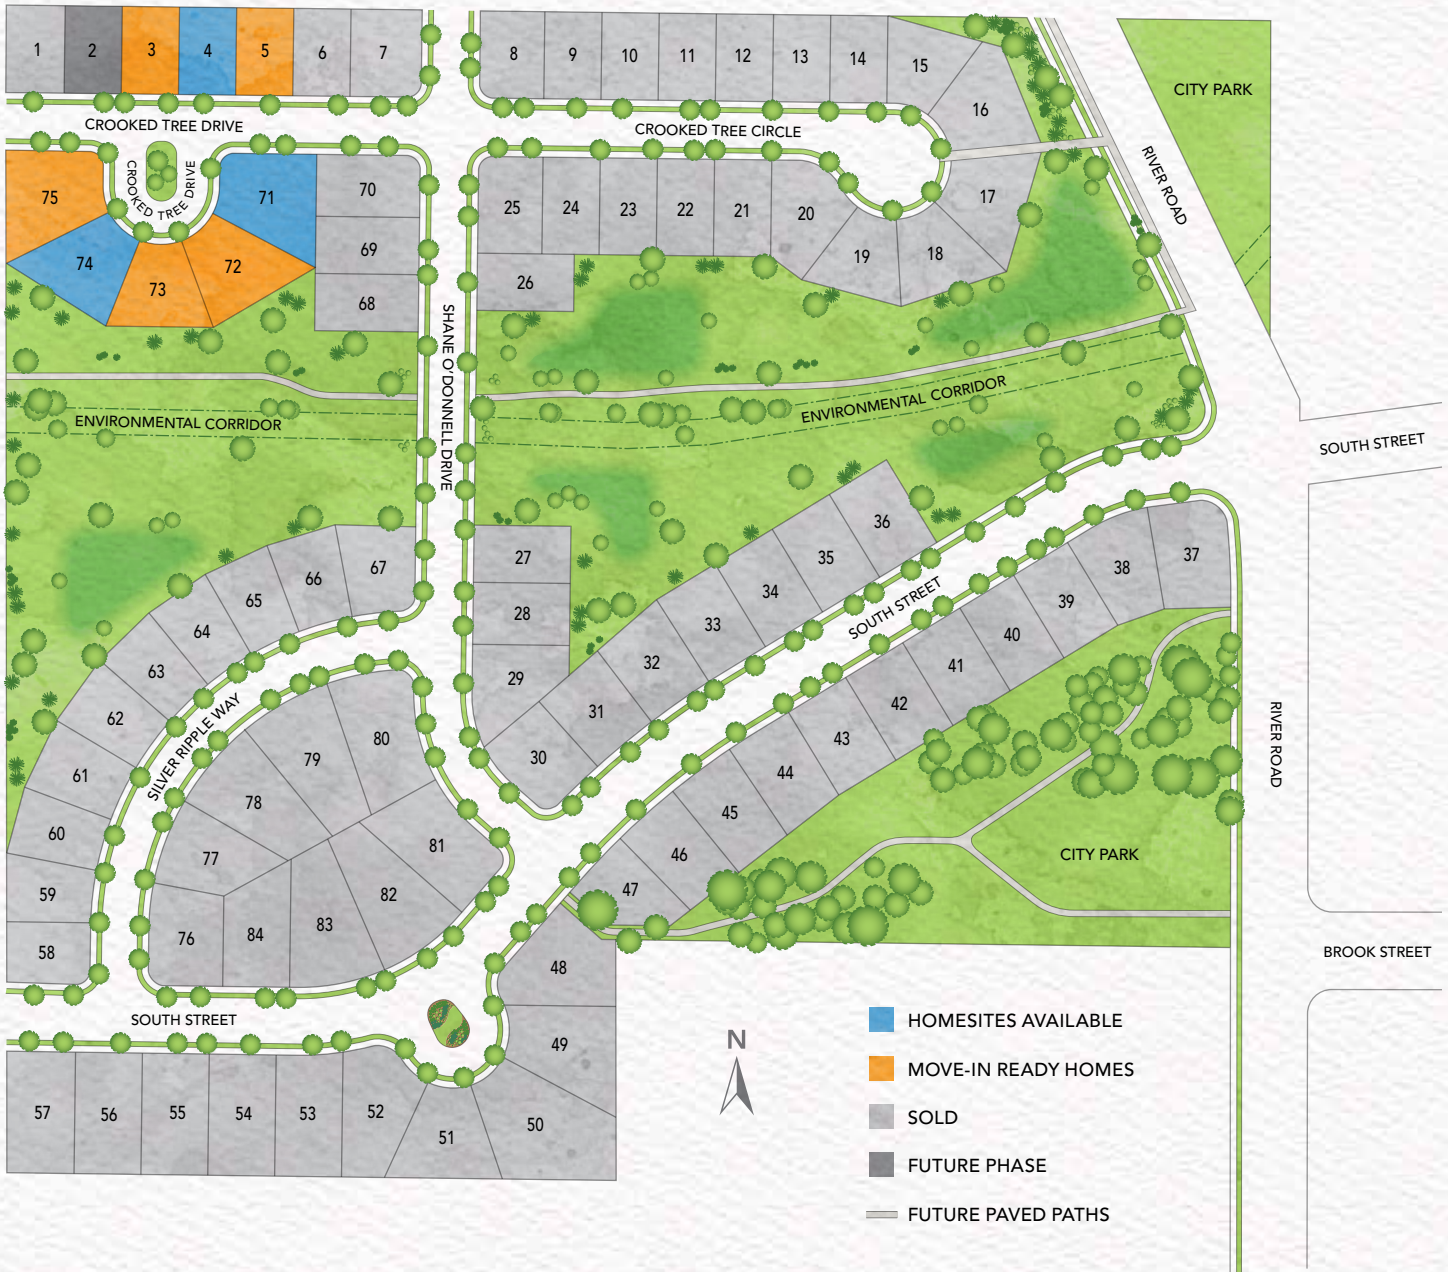 1 2 3 4 5 6 7
8 9 10 11 12 13 14 15
16
CROOKED TREE DRIVE
CROOKED TREE CIRCLE
CITY PARK
RIVER ROAD
CROOKED TREE DRIVE
75 71 70
74 73 72 69
68
25 24 23 22 21 20
19 18 17
26
SHANE O'DONNELL DRIVE
ENVIRONMENTAL CORRIDOR
ENVIRONMENTAL CORRIDOR
SOUTH STREET
67 66 65 64 63 62 61 60 59 58
27
28
29
30 31 32 33 34 35 36
SOUTH STREET
37 38 39 40 41 42 43 44 45 46 47
SILVER RIPPLE WAY
80 79 78 77 76
81 82 83 84
RIVER ROAD
CITY PARK
BROOK STREET
SOUTH STREET
48
49
50
57 56 55 54 53 52 51
N
HOMESITES AVAILABLE
MOVE-IN READY HOMES
SOLD
FUTURE PHASE
FUTURE PAVED PATHS